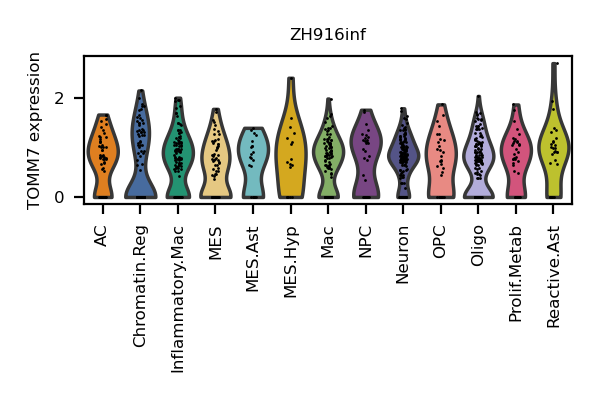 ZH916inf
TOMM7 expression
2
0
AC
Chromatin.Reg
Inflammatory.Mac
MES
MES.Ast
MES.Hyp
Mac
NPC
Neuron
OPC
Oligo
Prolif.Metab
Reactive.Ast